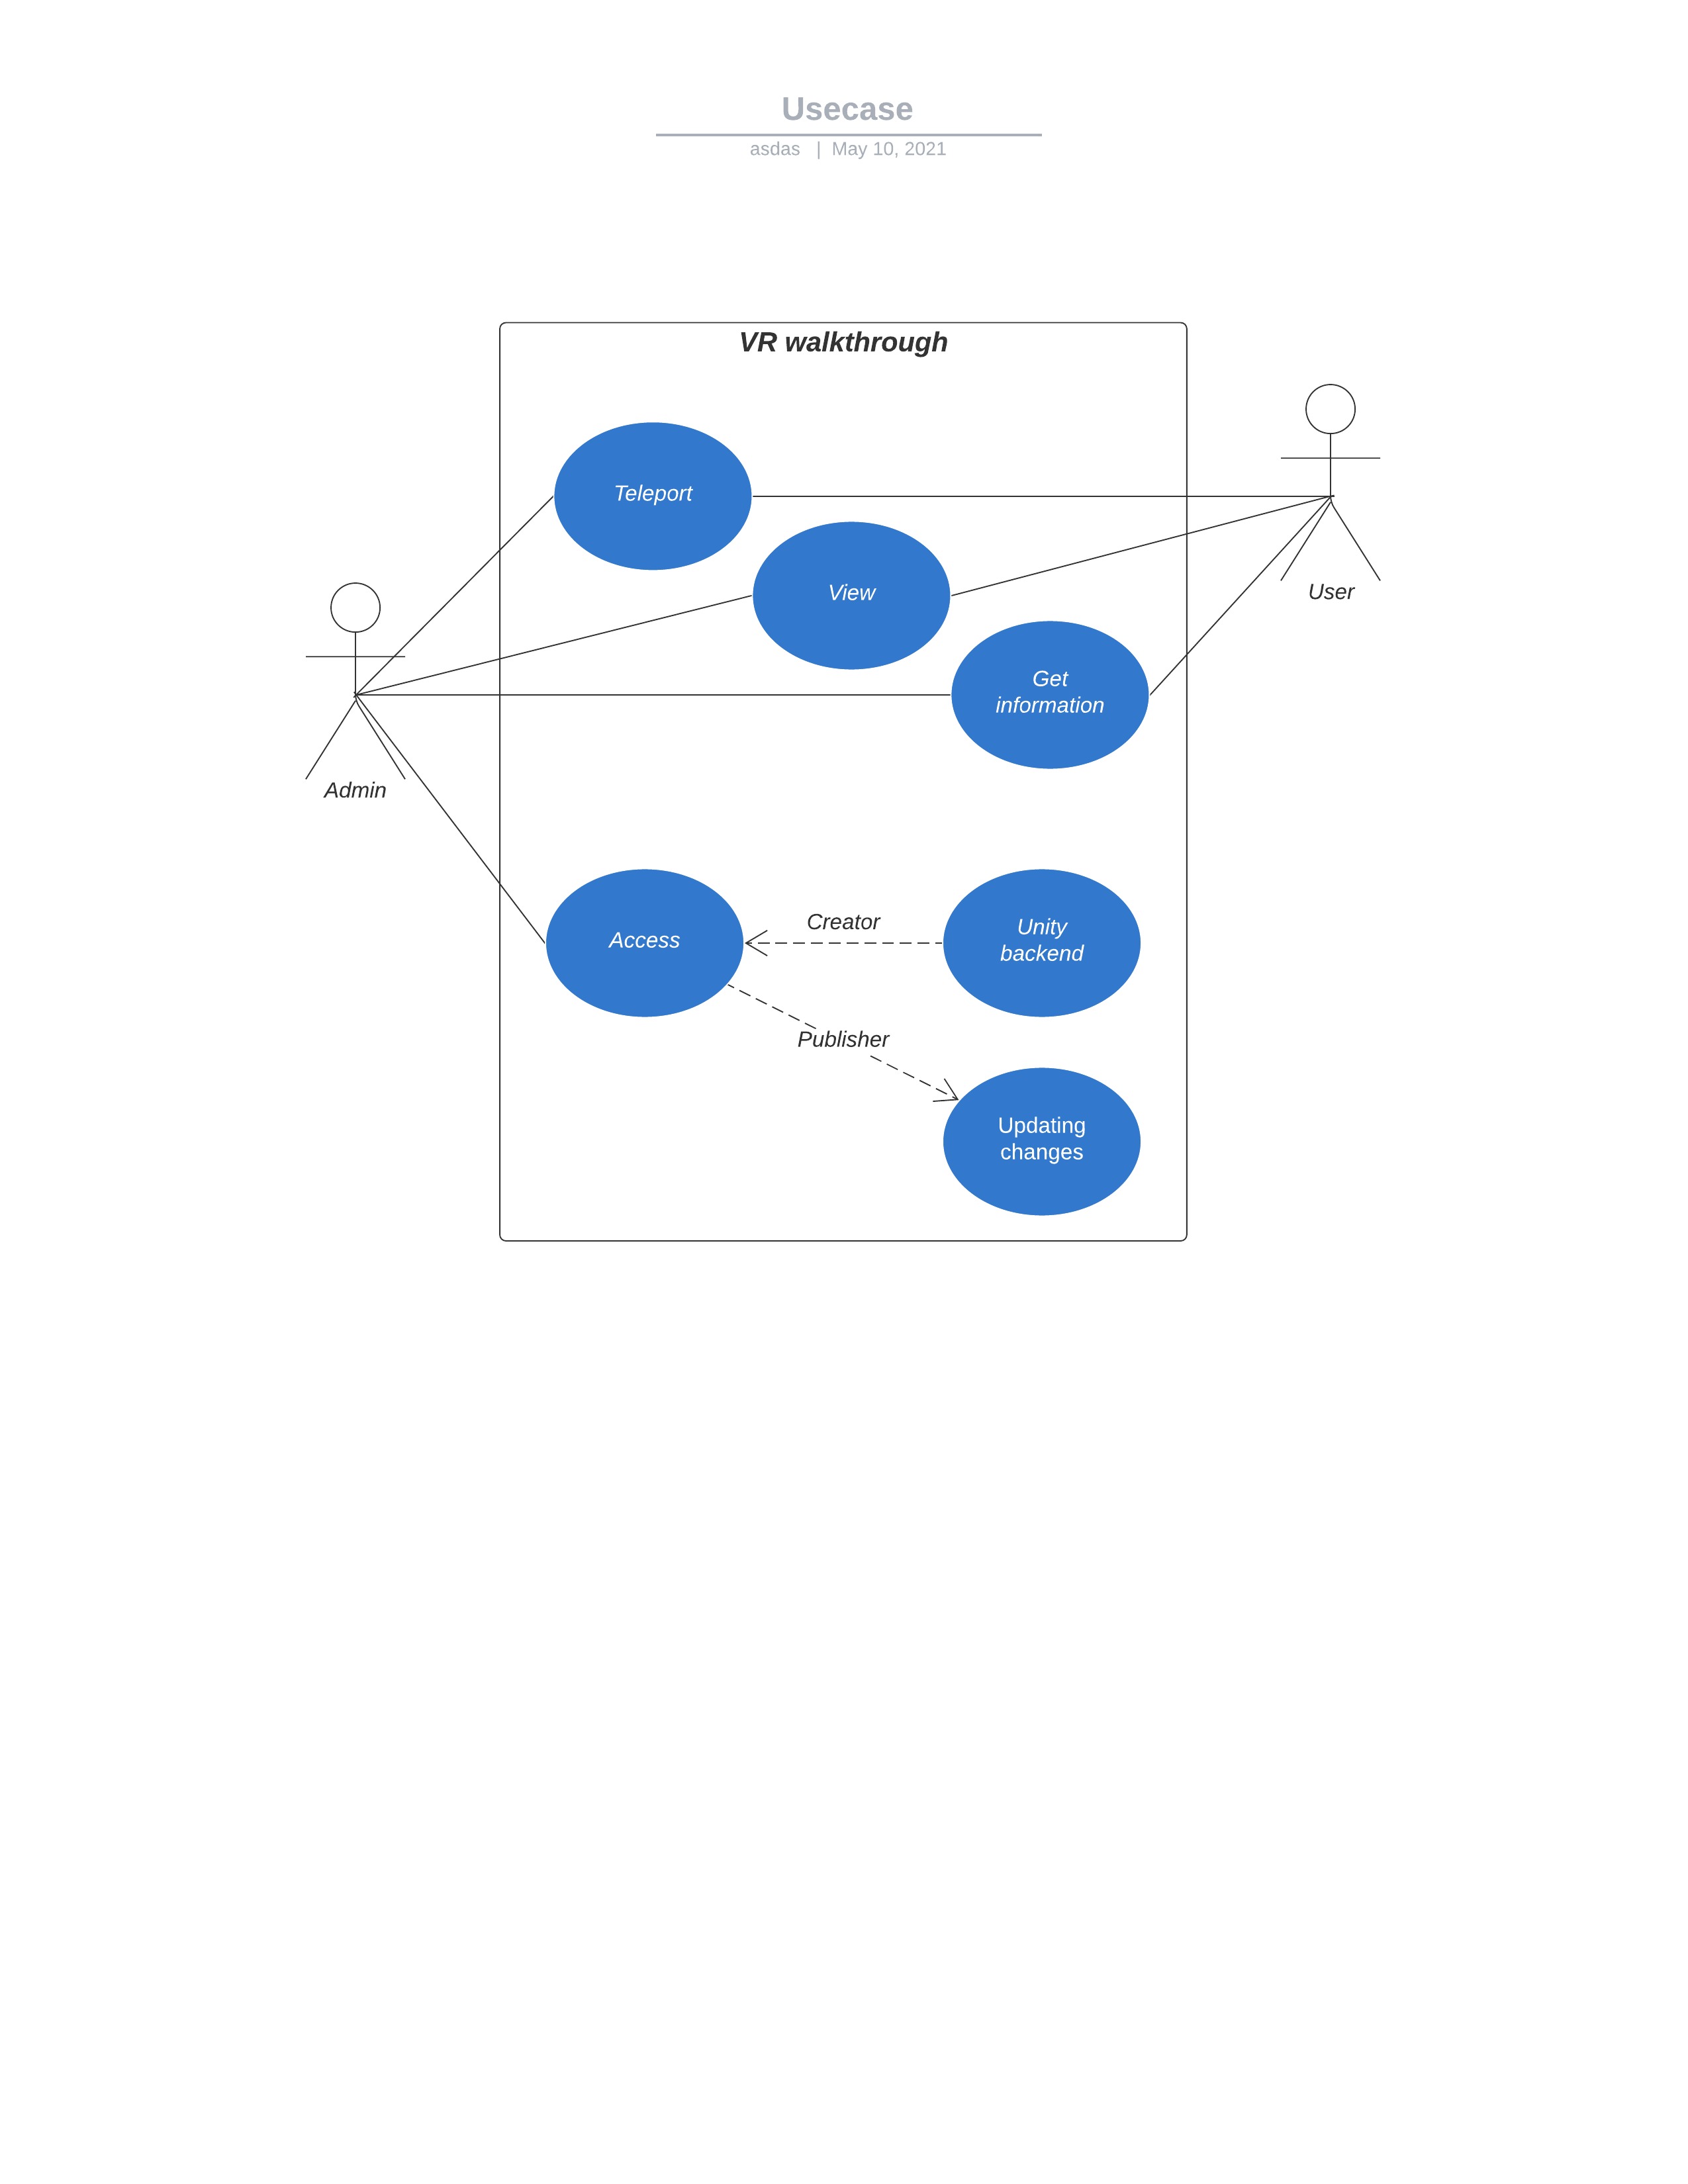 Usecase
asdas | May 10, 2021
VR walkthrough
Teleport
View
User
Get
information
Admin
Creator
Access
Unity
backend
Publisher
Updating
changes